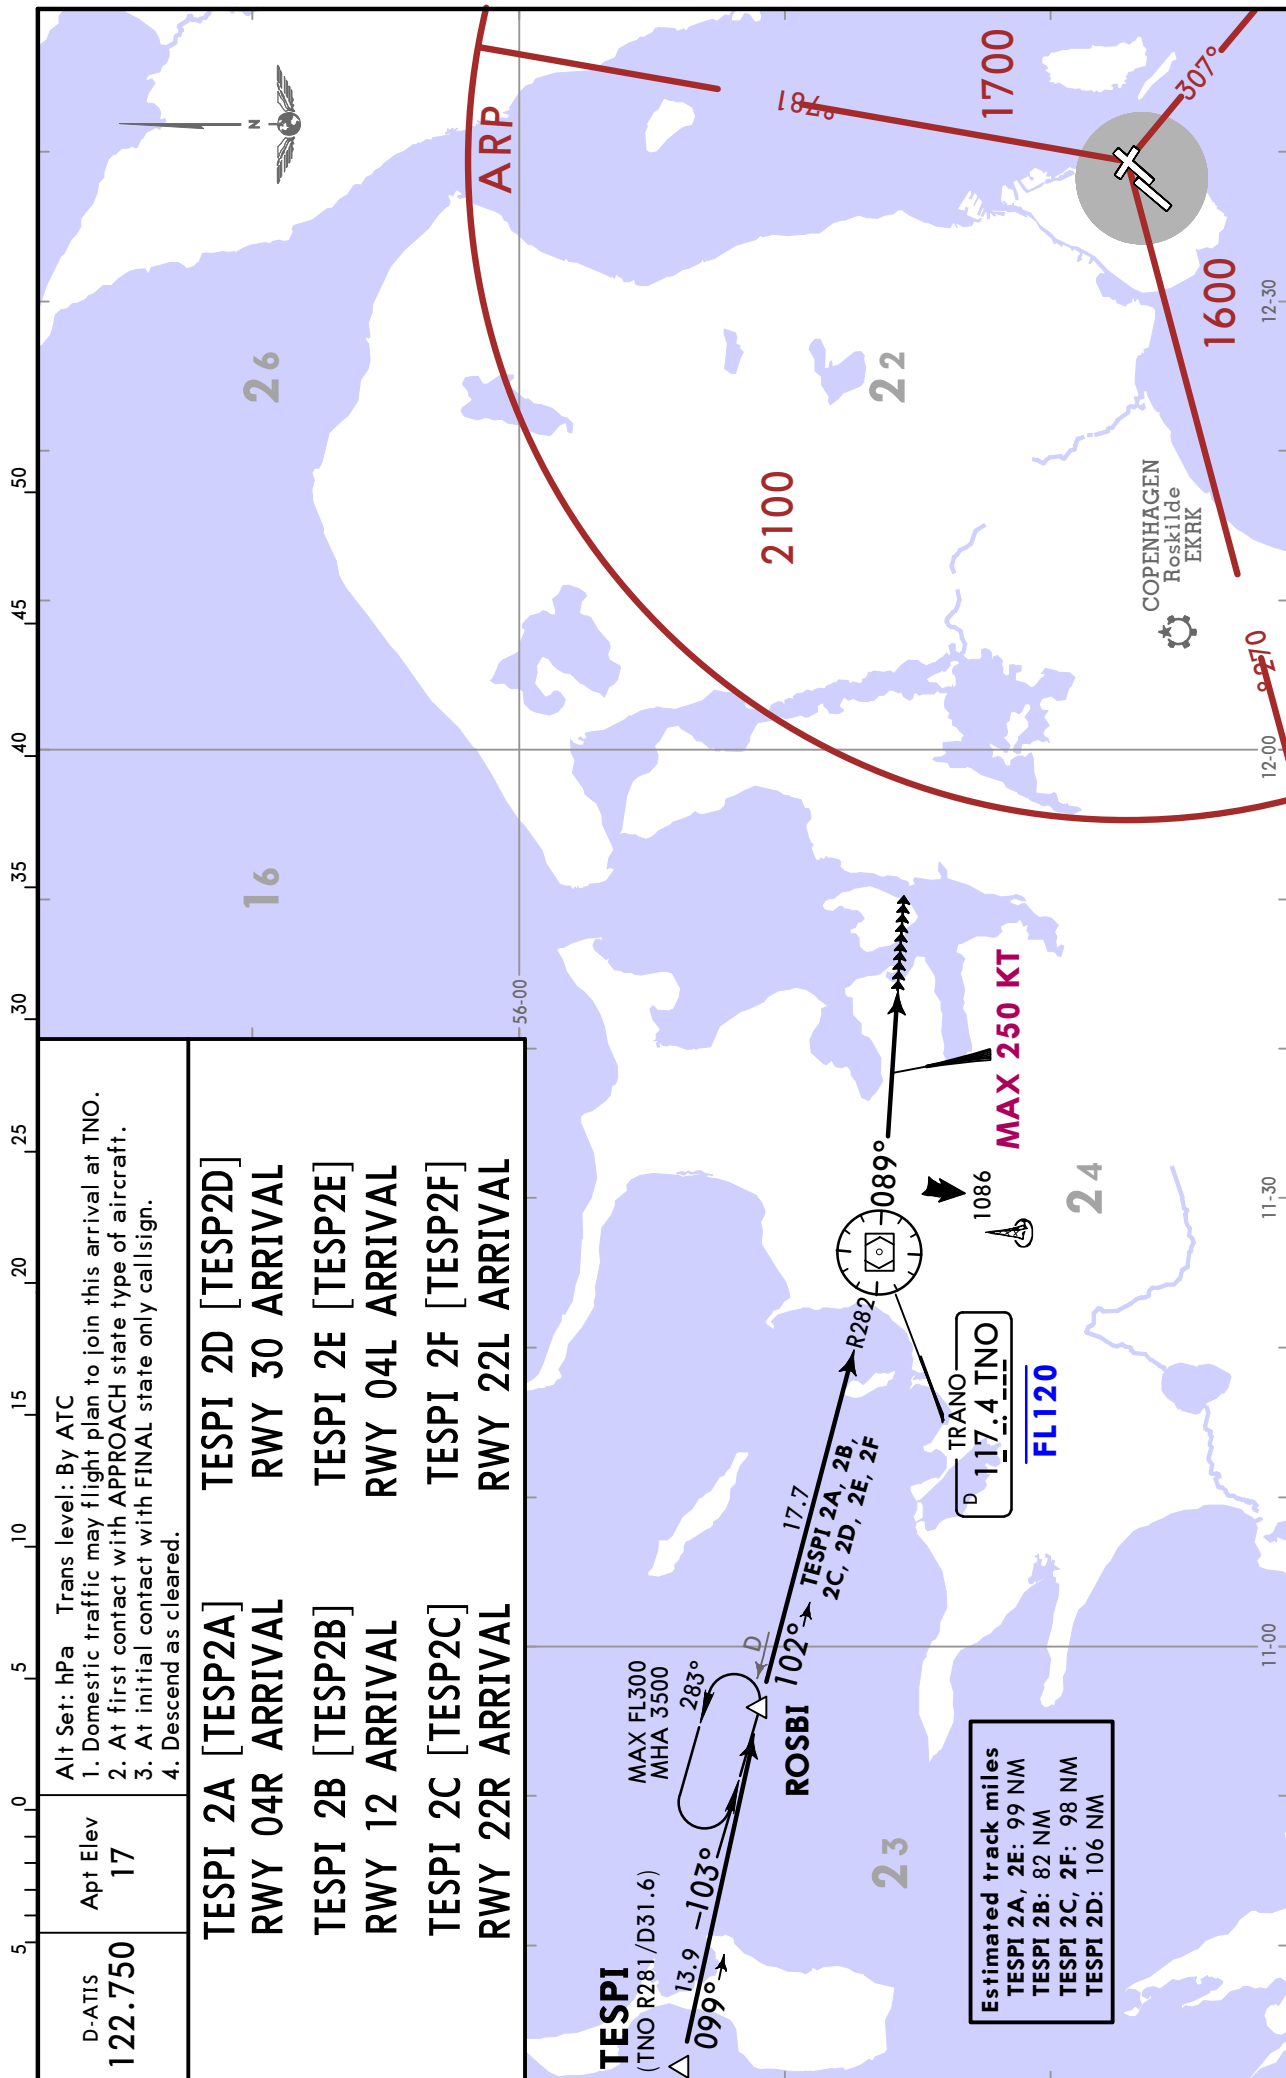 5 0 5 10 15 20 25 30 35 40 45 50
D-ATIS
122.750
Apt Elev
17
Alt Set: hPa Trans level: By ATC
1. Domestic traffic may flight plan to join this arrival at TNO.
2. At first contact with APPROACH state type of aircraft.
3. At initial contact with FINAL state only callsign.
4. Descend as cleared.
TESPI 2A [TESP2A]
RWY 04R ARRIVAL
TESPI 2B [TESP2B]
RWY 12 ARRIVAL
TESPI 2C [TESP2C]
RWY 22R ARRIVAL
TESPI 2D [TESP2D]
RWY 30 ARRIVAL
TESPI 2E [TESP2E]
RWY 04L ARRIVAL
TESPI 2F [TESP2F]
RWY 22L ARRIVAL
N
16
26
56-00
ARP
087°
1700
307°
2100
22
1600
070°
COPENHAGEN
Roskilde
EKRK
TESPI
(TNO R281/D31.6)
13.9
099°
103°
MAX FL300
MHA 3500
283°
D
ROSBI
102°
17.7
TESPI 2A, 2B,
2C, 2D, 2E, 2F
R282
TRANO
D 117.4 TNO
FL120
089°
MAX 250 KT
1086
24
23
Estimated track miles
TESPI 2A, 2E: 99 NM
TESPI 2B: 82 NM
TESPI 2C, 2F: 98 NM
TESPI 2D: 106 NM
11-00
11-30
12-00
12-30